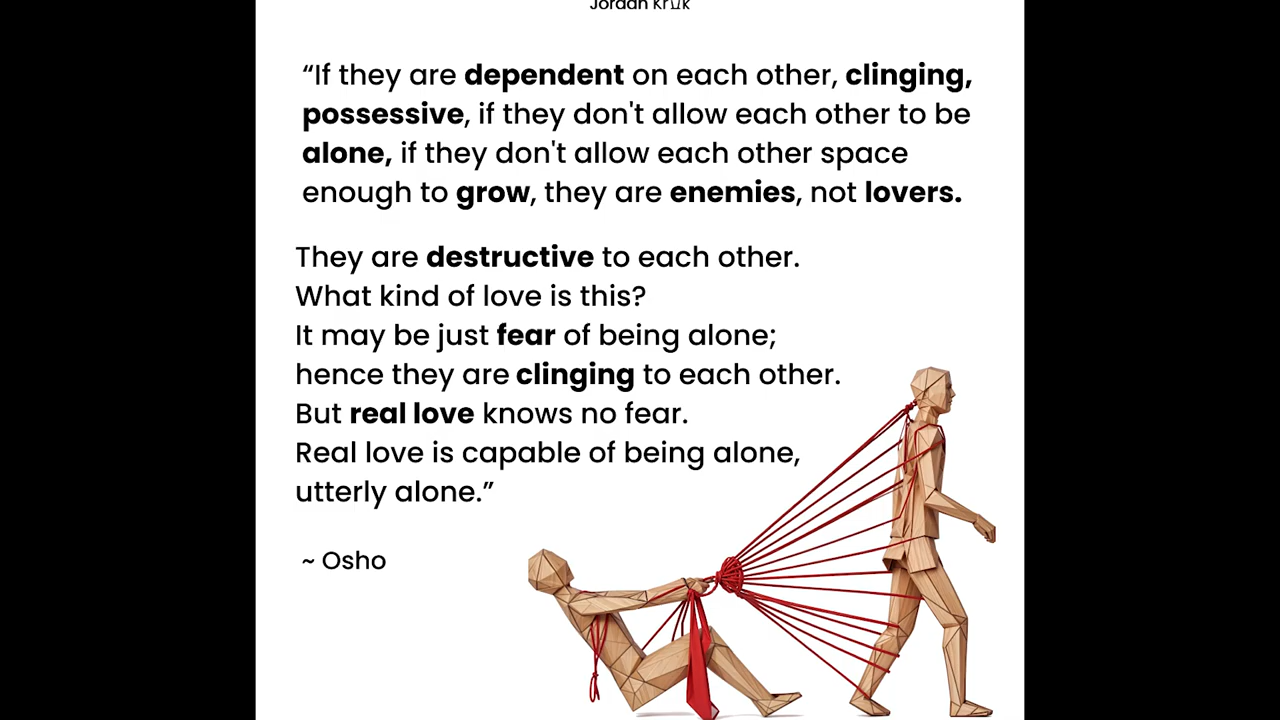 Jordan
“If they are dependent on each other, clinging,
possessive, if they don't allow each other to be
alone, if they don't allow each other space
enough to grow, they are enemies, not lovers.
They are destructive to each other.
What kind of love is this?
It may be just fear of being alone;
hence they are clinging to each other.
But real love knows no fear.
Real love is capable of being alone,
utterly alone.”
~ Osho